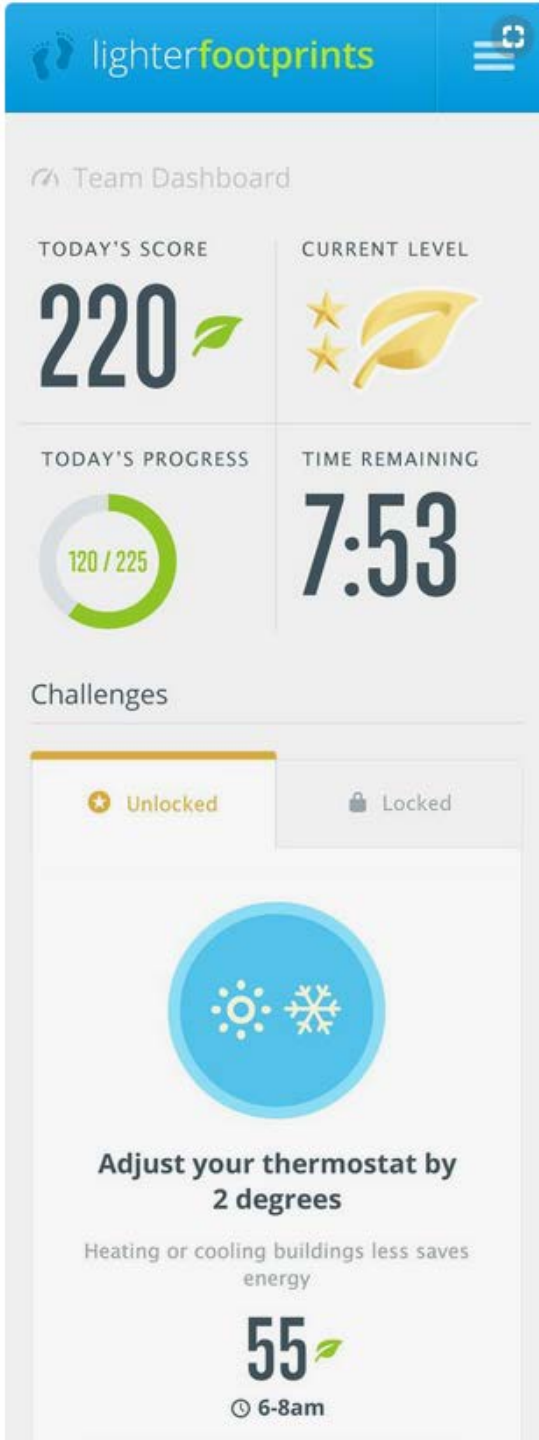 lighterfootprints
Team Dashboard
TODAY'S SCORE
220
CURRENT LEVEL
TODAY'S PROGRESS
120 / 225
TIME REMAINING
7:53
Challenges
Unlocked
Locked
Adjust your thermostat by
2 degrees
Heating or cooling buildings less saves
energy
55
6-8am